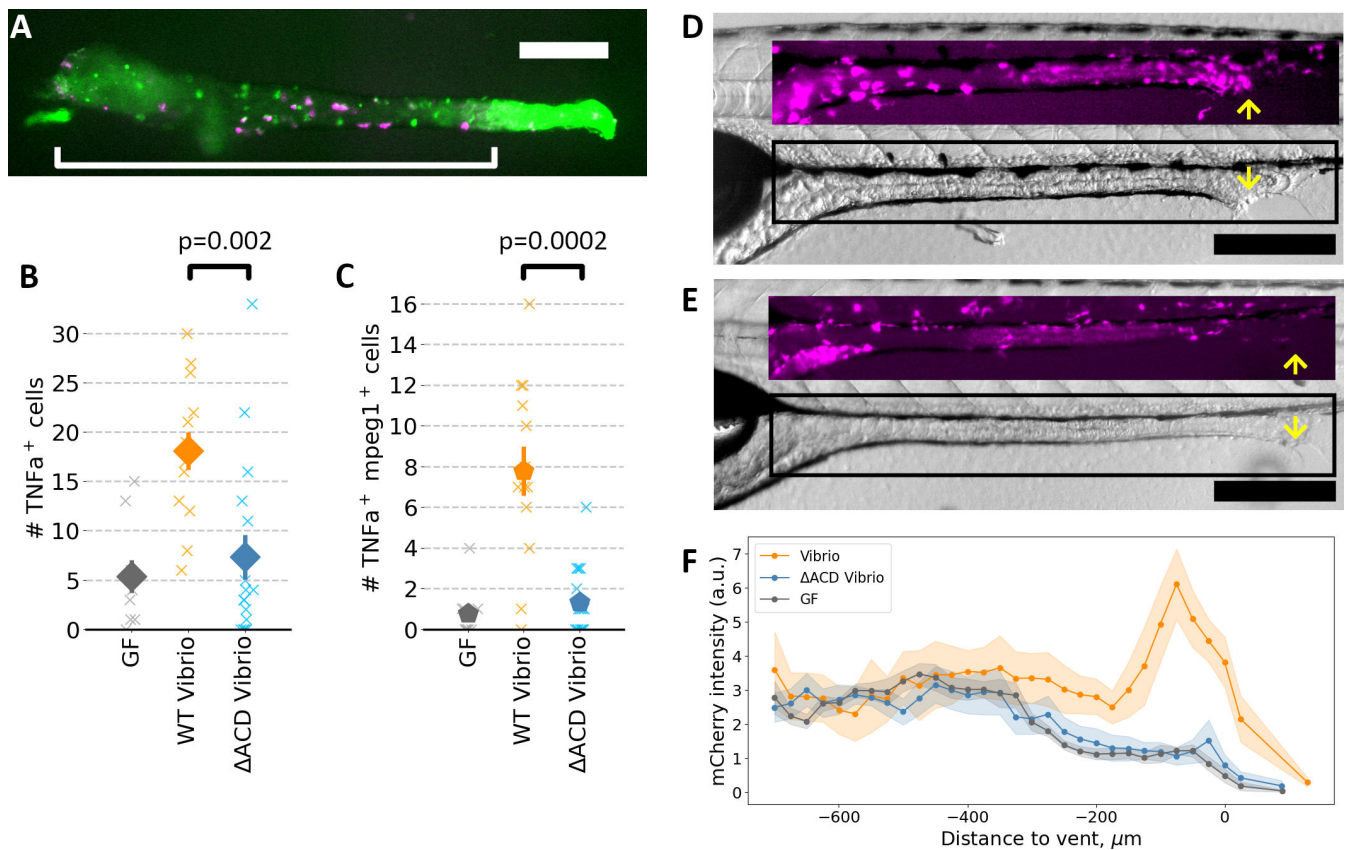 A
D
E
p=0.002
p=0.0002
B
C
# TNFa⁺ cells
30
25
20
15
10
5
0
GF
WT Vibrio
ΔACD Vibrio
# TNFa⁺ mpeg1⁺ cells
16
14
12
10
8
6
4
2
0
GF
WT Vibrio
ΔACD Vibrio
F
mCherry intensity (a.u.)
7
6
5
4
3
2
1
0
Vibrio
ΔACD Vibrio
GF
−600
−400
−200
0
Distance to vent, μm